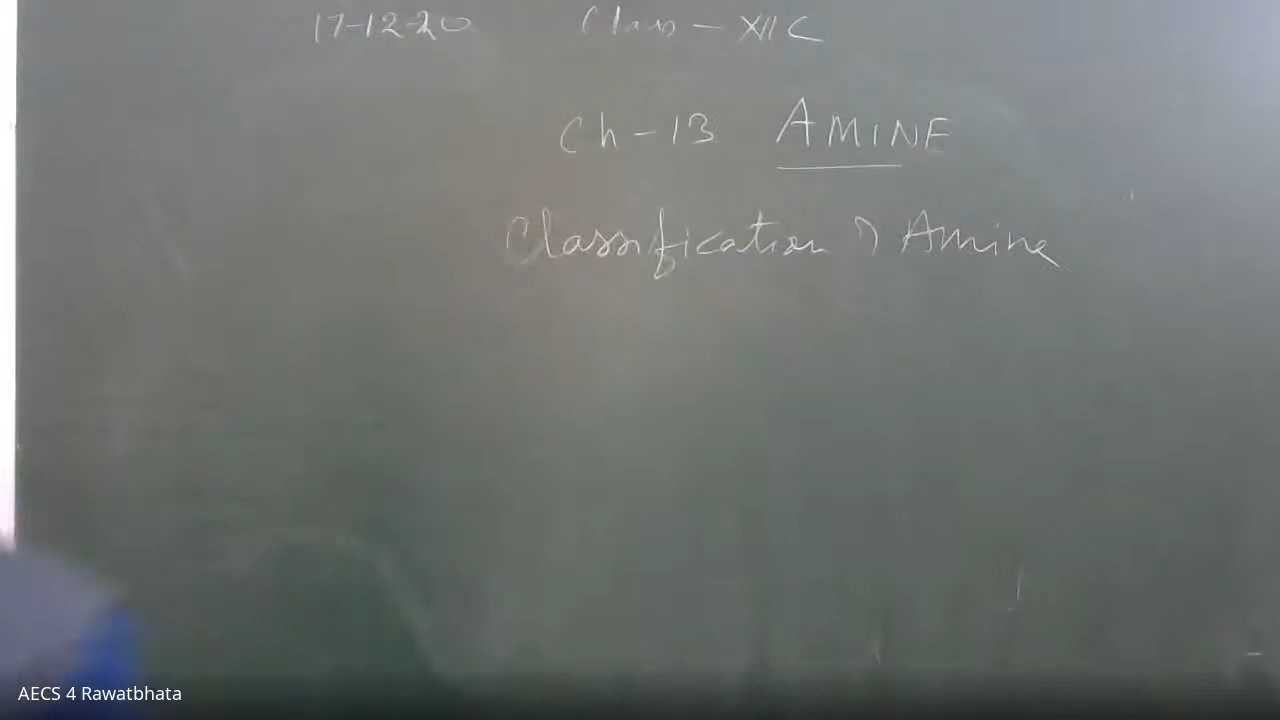 17-12-20 Class - XII C
Ch - 13 AMINE
Classification of Amine
AECS 4 Rawatbhata